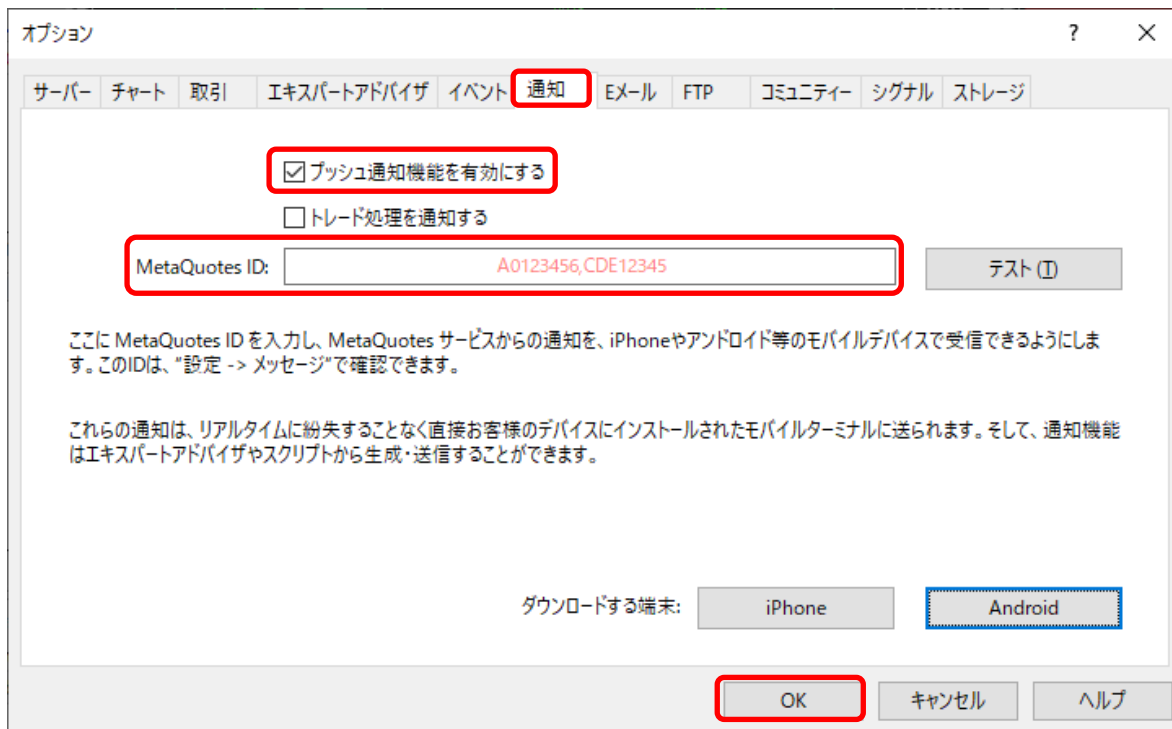 オプション
? ×
サーバー チャート 取引 エキスパートアドバイザ イベント 通知 Eメール FTP コミュニティー シグナル ストレージ
プッシュ通知機能を有効にする
トレード処理を通知する
MetaQuotes ID: A0123456,CDE12345 テスト (T)
ここに MetaQuotes ID を入力し、MetaQuotes サービスからの通知を、iPhoneやアンドロイド等のモバイルデバイスで受信できるようにしま
す。このIDは、"設定 -> メッセージ"で確認できます。
これらの通知は、リアルタイムに紛失することなく直接お客様のデバイスにインストールされたモバイルターミナルに送られます。そして、通知機能
はエキスパートアドバイザやスクリプトから生成・送信することができます。
ダウンロードする端末: iPhone Android
OK キャンセル ヘルプ